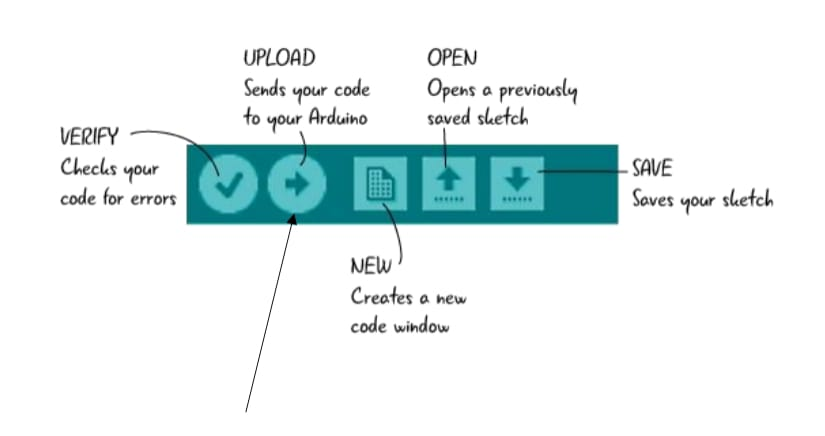 UPLOAD
Sends your code
to your Arduino
OPEN
Opens a previously
saved sketch
VERIFY
Checks your
code for errors
SAVE
Saves your sketch
NEW
Creates a new
code window